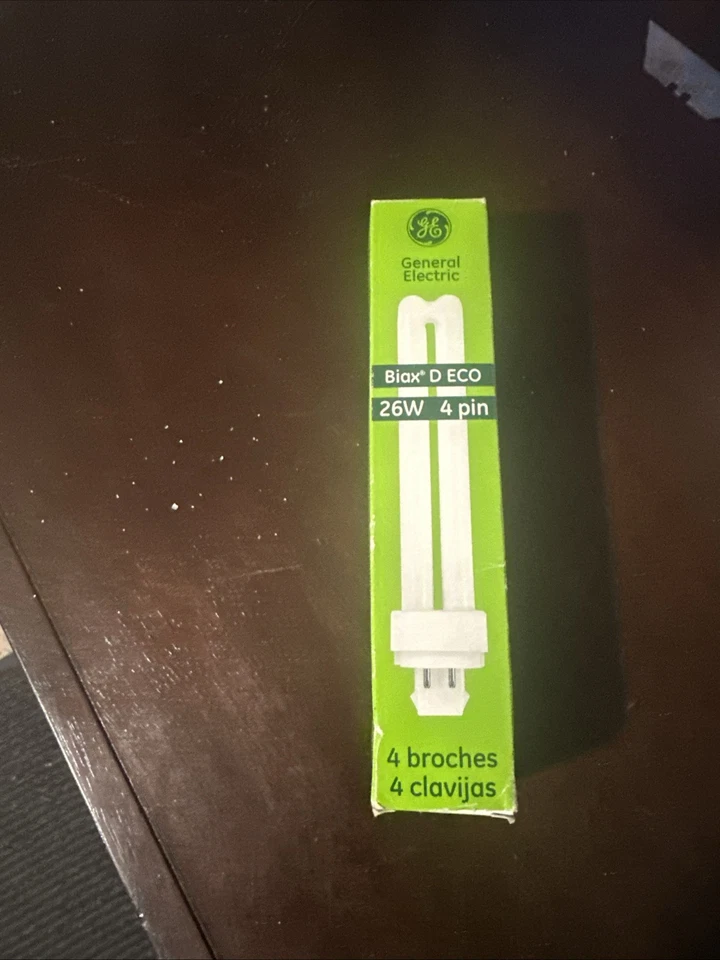 GE
General
Electric
Biax® D ECO
26W 4 pin
4 broches
4 clavijas